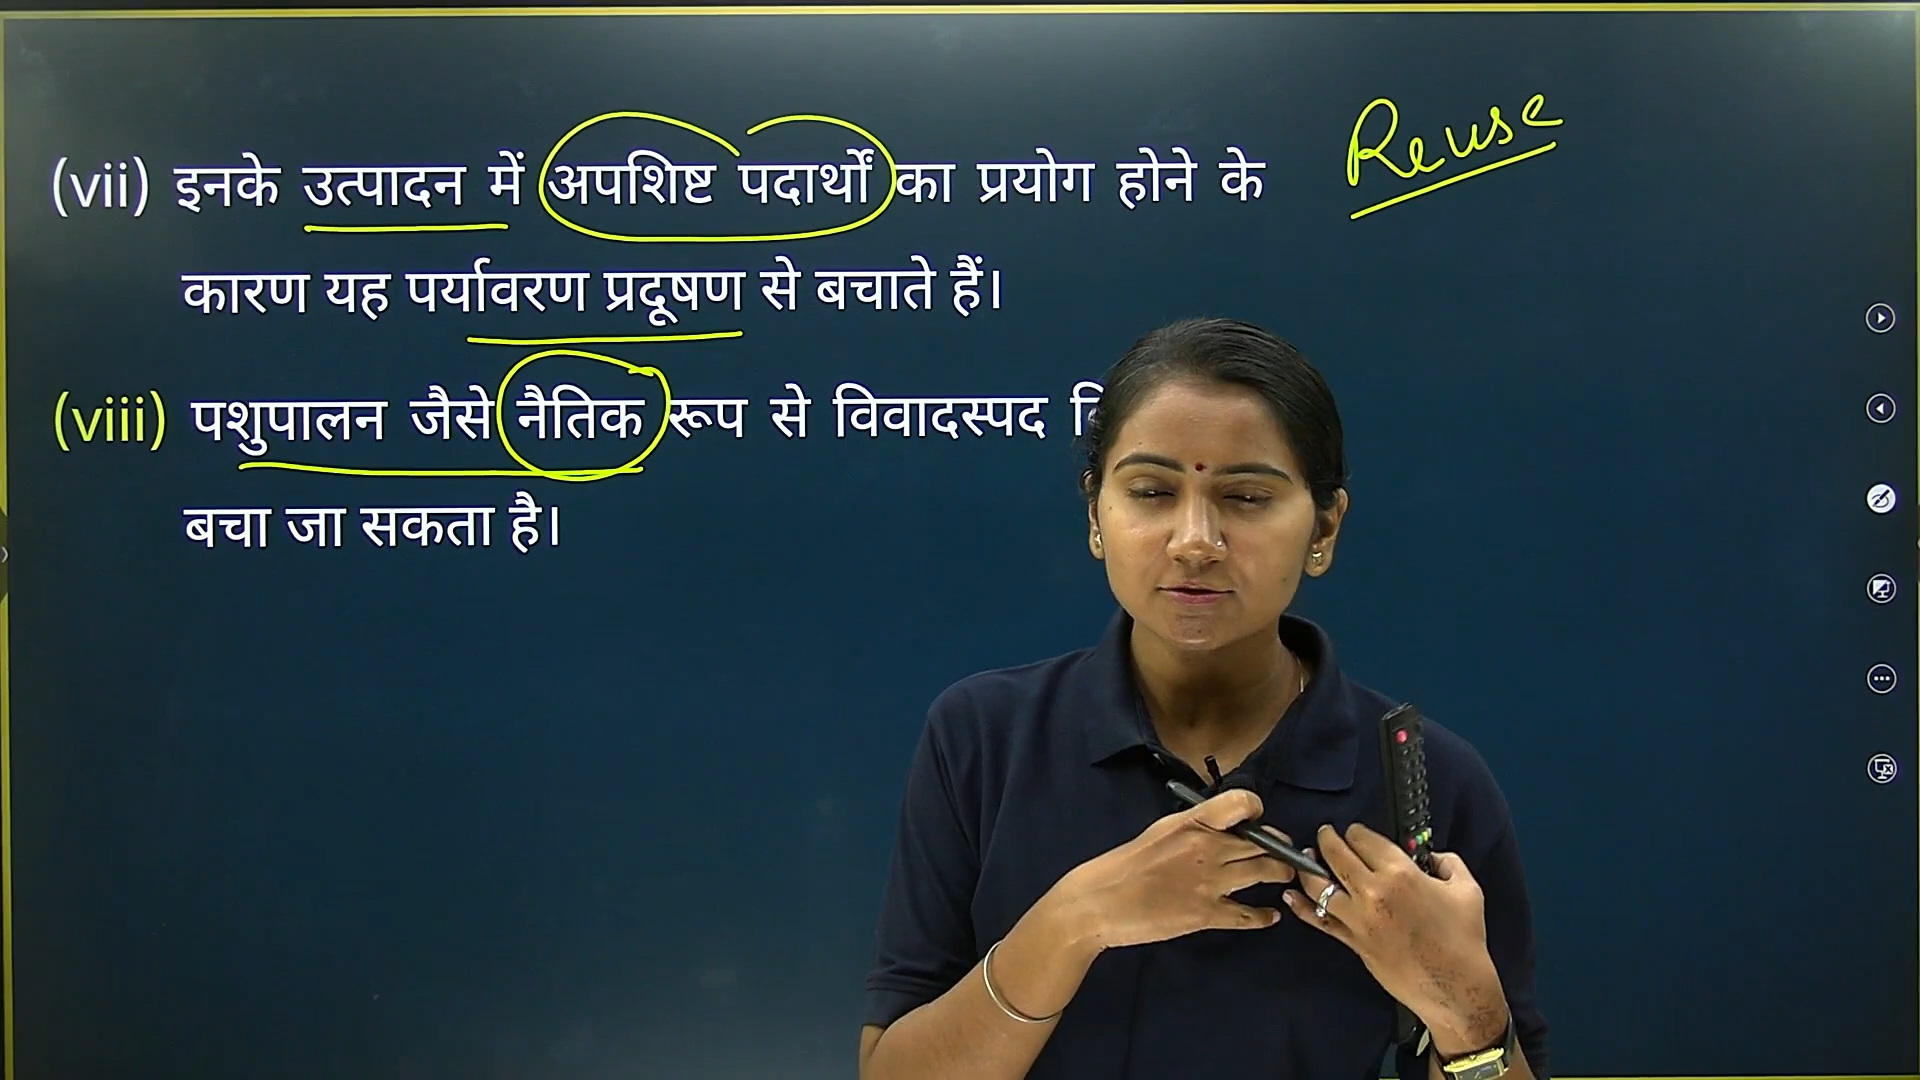 Reuse
(vii) इनके उत्पादन में अपशिष्ट पदार्थों का प्रयोग होने के
कारण यह पर्यावरण प्रदूषण से बचाते हैं।
(viii) पशुपालन जैसे नैतिक रूप से विवादस्पद
बचा जा सकता है।